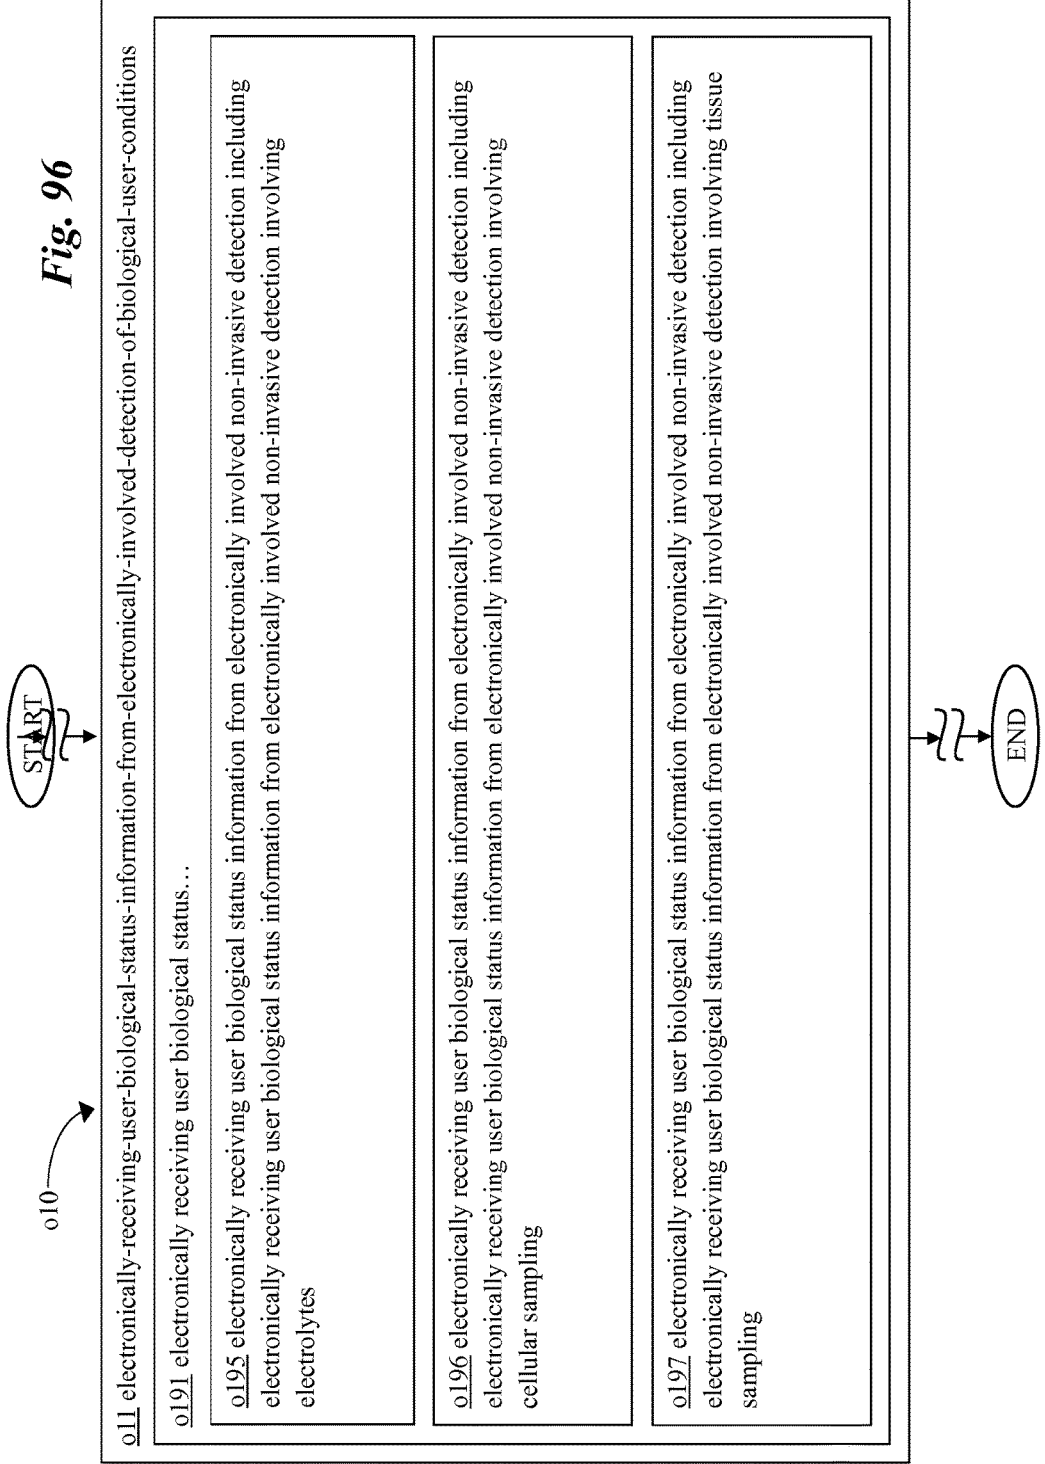 Fig. 96
START
o10
o11 electronically-receiving-user-biological-status-information-from-electronically-involved-detection-of-biological-user-conditions
o191 electronically receiving user biological status…
o195 electronically receiving user biological status information from electronically involved non-invasive detection including
electronically receiving user biological status information from electronically involved non-invasive detection involving
electrolytes
o196 electronically receiving user biological status information from electronically involved non-invasive detection including
electronically receiving user biological status information from electronically involved non-invasive detection involving
cellular sampling
o197 electronically receiving user biological status information from electronically involved non-invasive detection including
electronically receiving user biological status information from electronically involved non-invasive detection involving tissue
sampling
END